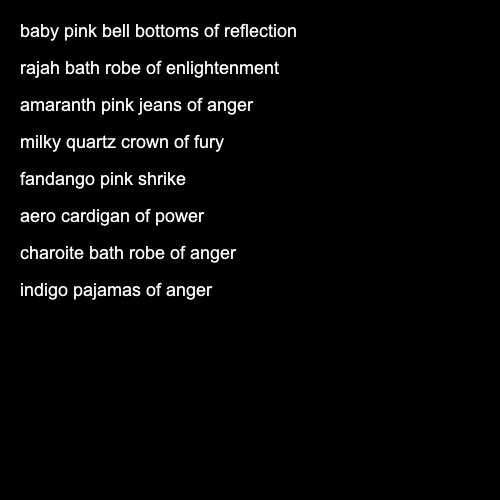 baby pink bell bottoms of reflection
rajah bath robe of enlightenment
amaranth pink jeans of anger
milky quartz crown of fury
fandango pink shrike
aero cardigan of power
charoite bath robe of anger
indigo pajamas of anger